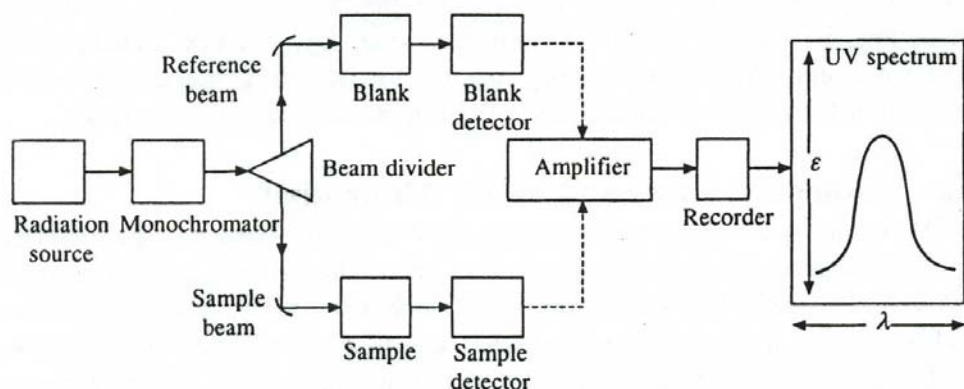 Radiation
source
Monochromator
Beam divider
Reference
beam
Blank
Blank
detector
Sample
beam
Sample
Sample
detector
Amplifier
Recorder
UV spectrum
ε
λ